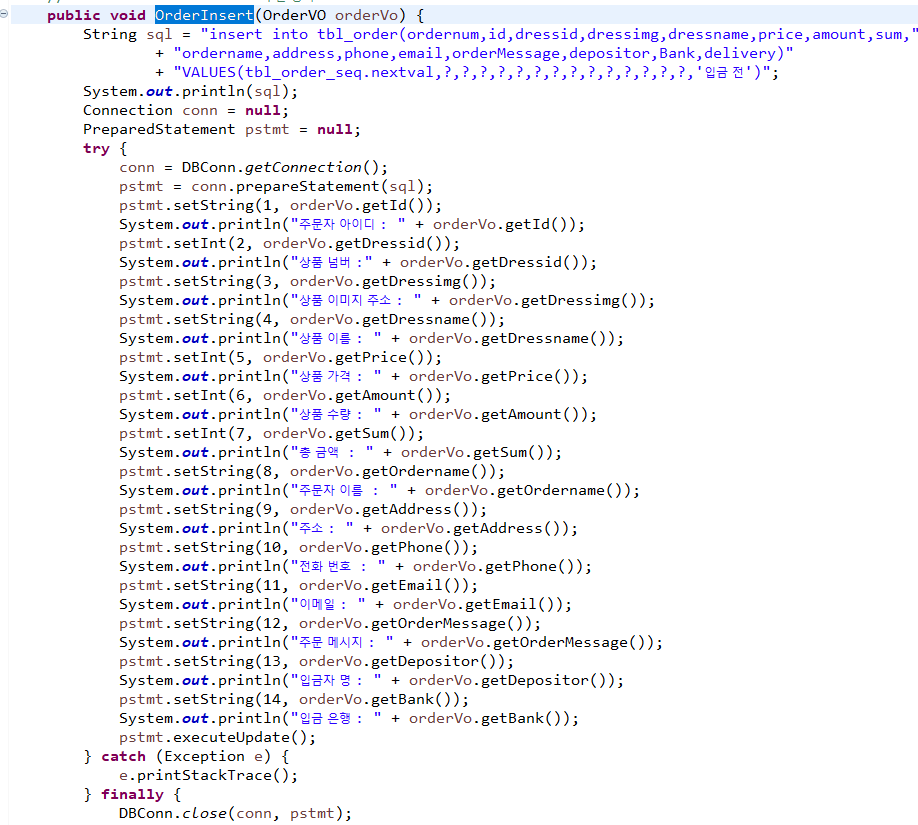 public void OrderInsert(OrderVO orderVo) {
String sql = "insert into tbl_order(ordernum,id,dressid,dressimg,dressname,price,amount,sum,"
+ "ordername,address,phone,email,orderMessage,depositor,Bank,delivery)"
+ "VALUES(tbl_order_seq.nextval,?,?,?,?,?,?,?,?,?,?,?,?,?,?,'입금 전')";
System.out.println(sql);
Connection conn = null;
PreparedStatement pstmt = null;
try {
conn = DBConn.getConnection();
pstmt = conn.prepareStatement(sql);
pstmt.setString(1, orderVo.getId());
System.out.println("주문자 아이디 : " + orderVo.getId());
pstmt.setInt(2, orderVo.getDressid());
System.out.println("상품 넘버 :" + orderVo.getDressid());
pstmt.setString(3, orderVo.getDressimg());
System.out.println("상품 이미지 주소 : " + orderVo.getDressimg());
pstmt.setString(4, orderVo.getDressname());
System.out.println("상품 이름 : " + orderVo.getDressname());
pstmt.setInt(5, orderVo.getPrice());
System.out.println("상품 가격 : " + orderVo.getPrice());
pstmt.setInt(6, orderVo.getAmount());
System.out.println("상품 수량 : " + orderVo.getAmount());
pstmt.setInt(7, orderVo.getSum());
System.out.println("총 금액 : " + orderVo.getSum());
pstmt.setString(8, orderVo.getOrdername());
System.out.println("주문자 이름 : " + orderVo.getOrdername());
pstmt.setString(9, orderVo.getAddress());
System.out.println("주소 : " + orderVo.getAddress());
pstmt.setString(10, orderVo.getPhone());
System.out.println("전화 번호 : " + orderVo.getPhone());
pstmt.setString(11, orderVo.getEmail());
System.out.println("이메일 : " + orderVo.getEmail());
pstmt.setString(12, orderVo.getOrderMessage());
System.out.println("주문 메시지 : " + orderVo.getOrderMessage());
pstmt.setString(13, orderVo.getDepositor());
System.out.println("입금자 명 : " + orderVo.getDepositor());
pstmt.setString(14, orderVo.getBank());
System.out.println("입금 은행 : " + orderVo.getBank());
pstmt.executeUpdate();
} catch (Exception e) {
e.printStackTrace();
} finally {
DBConn.close(conn, pstmt);